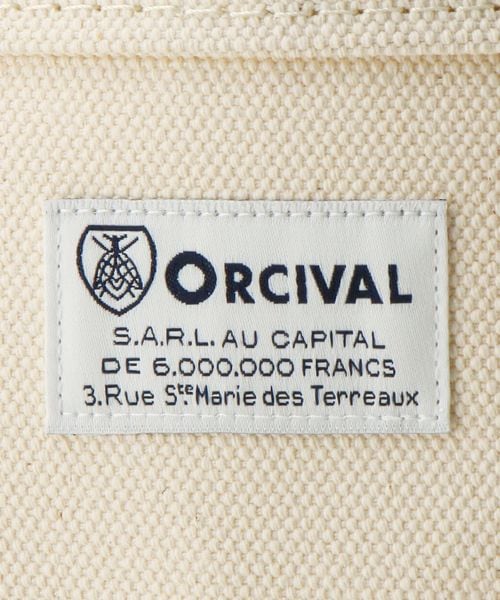 ORCIVAL
S.A.R.L. AU CAPITAL
DE 6.000.000 FRANCS
3.Rue Ste.Marie des Terreaux